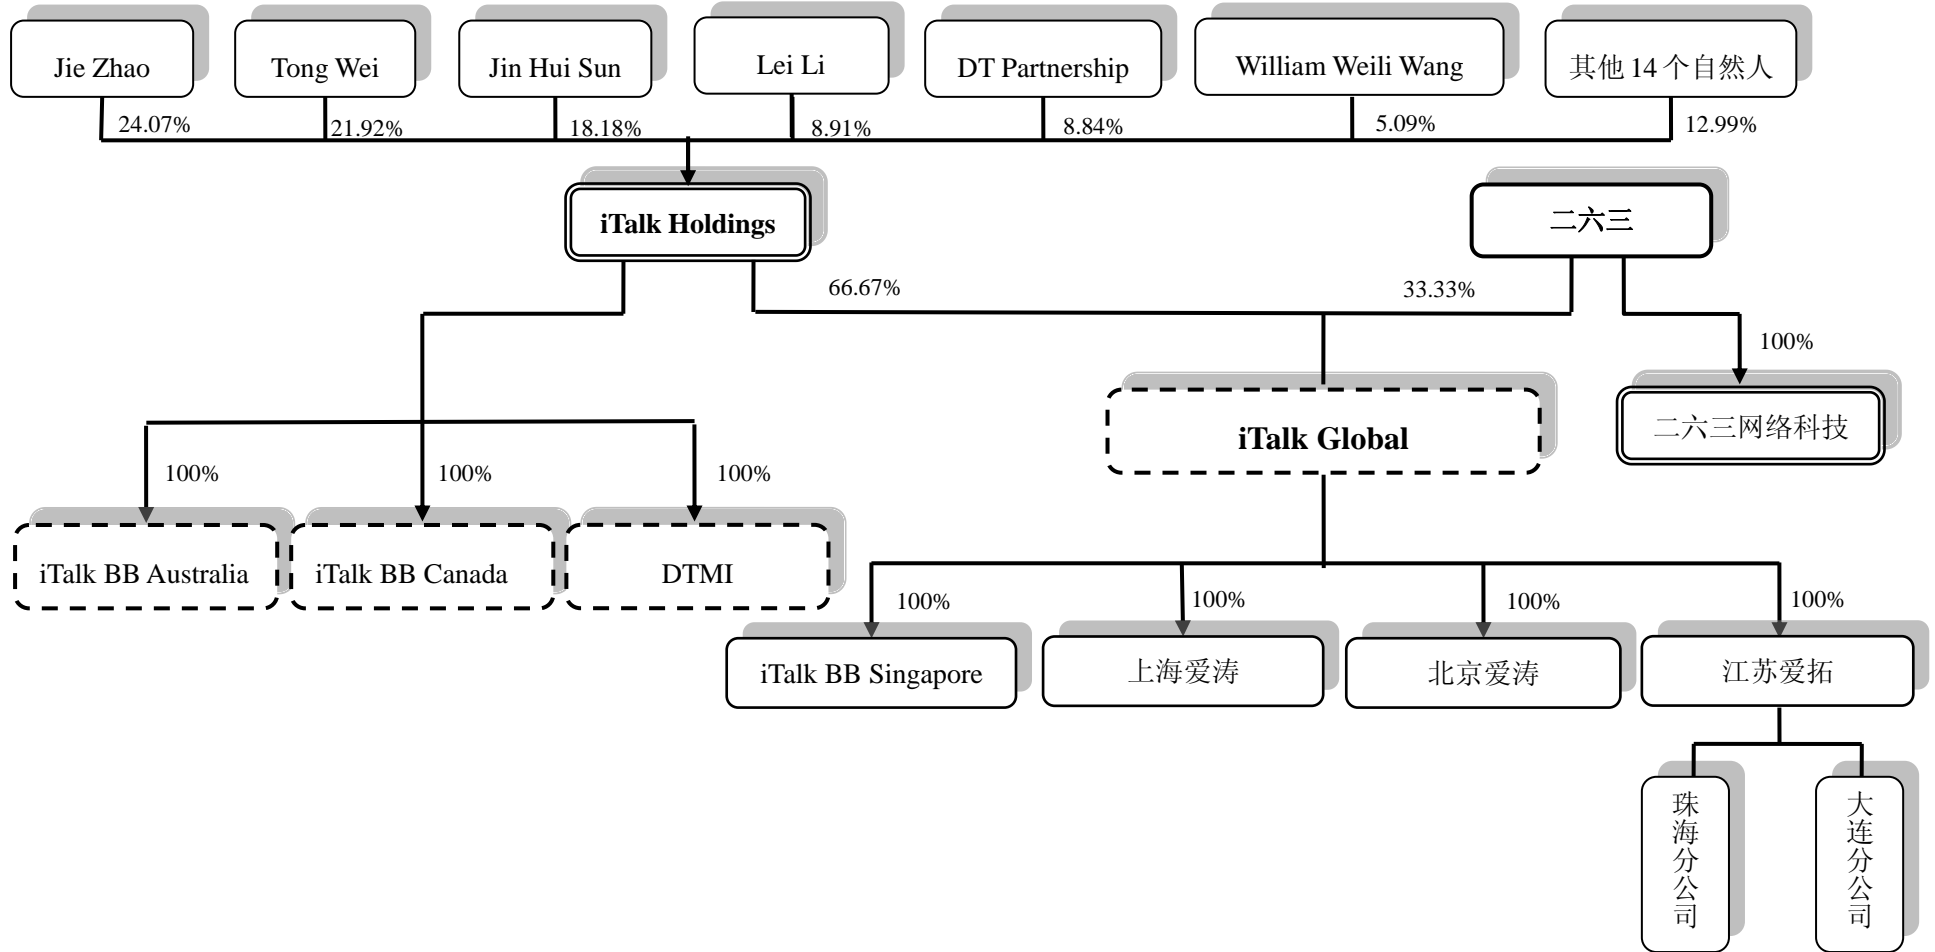 Jie Zhao
Tong Wei
Jin Hui Sun
Lei Li
DT Partnership
William Weili Wang
其他 14 个自然人
24.07%
21.92%
18.18%
8.91%
8.84%
5.09%
12.99%
iTalk Holdings
二六三
66.67%
33.33%
100%
iTalk Global
二六三网络科技
100%
100%
100%
iTalk BB Australia
iTalk BB Canada
DTMI
100%
100%
100%
100%
iTalk BB Singapore
上海爱涛
北京爱涛
江苏爱拓
珠海分公司
大连分公司